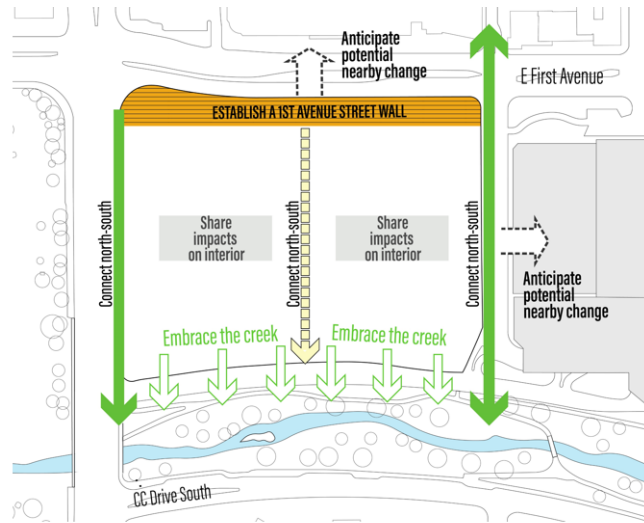 Anticipate
potential
nearby change
E First Avenue
ESTABLISH A 1ST AVENUE STREET WALL
Connect north-south
Share
impacts
on interior
Connect north-south
Share
impacts
on interior
Connect north-south
Anticipate
potential
nearby change
Embrace the creek
Embrace the creek
CC Drive South